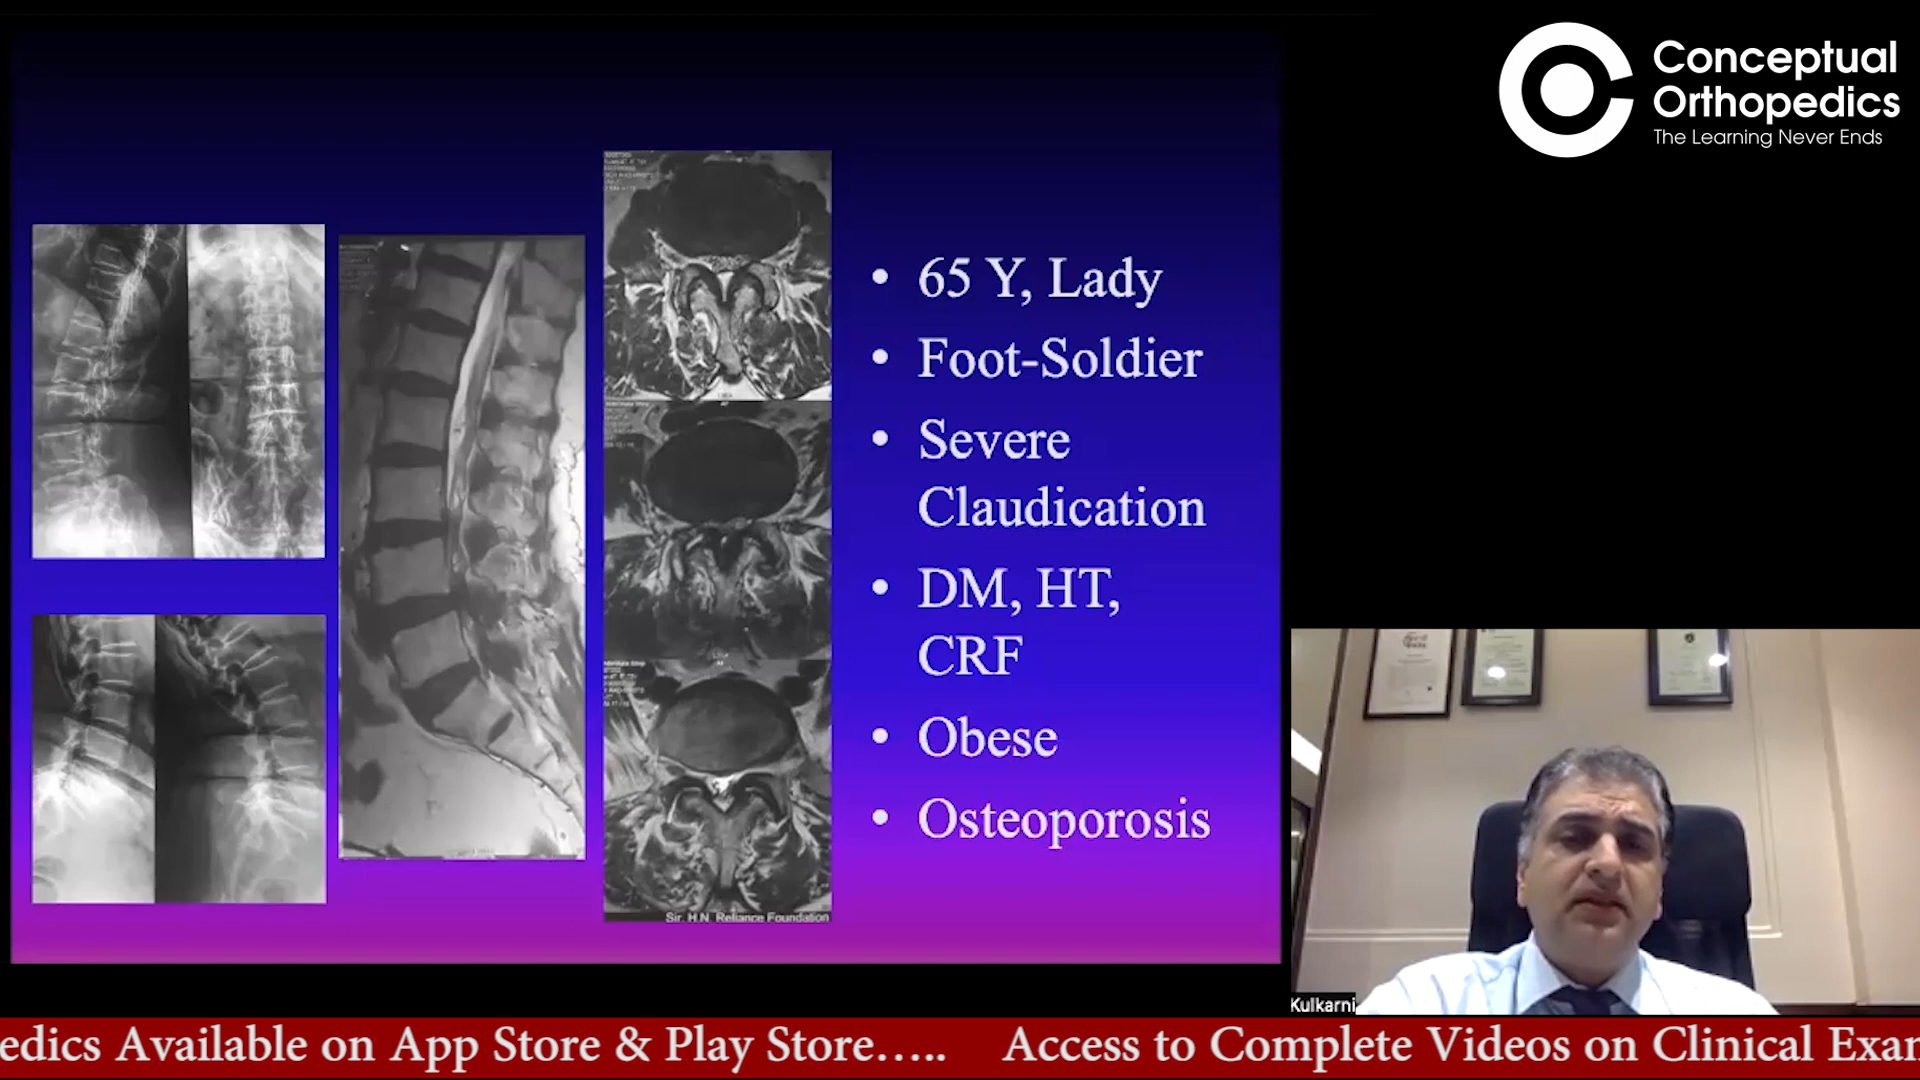 Conceptual
Orthopedics
The Learning Never Ends
• 65 Y, Lady
• Foot-Soldier
• Severe
Claudication
• DM, HT,
CRF
• Obese
• Osteoporosis
Sir. H.N. Reliance Foundation
Kulkarni
edics Available on App Store & Play Store..... Access to Complete Videos on Clinical Exam